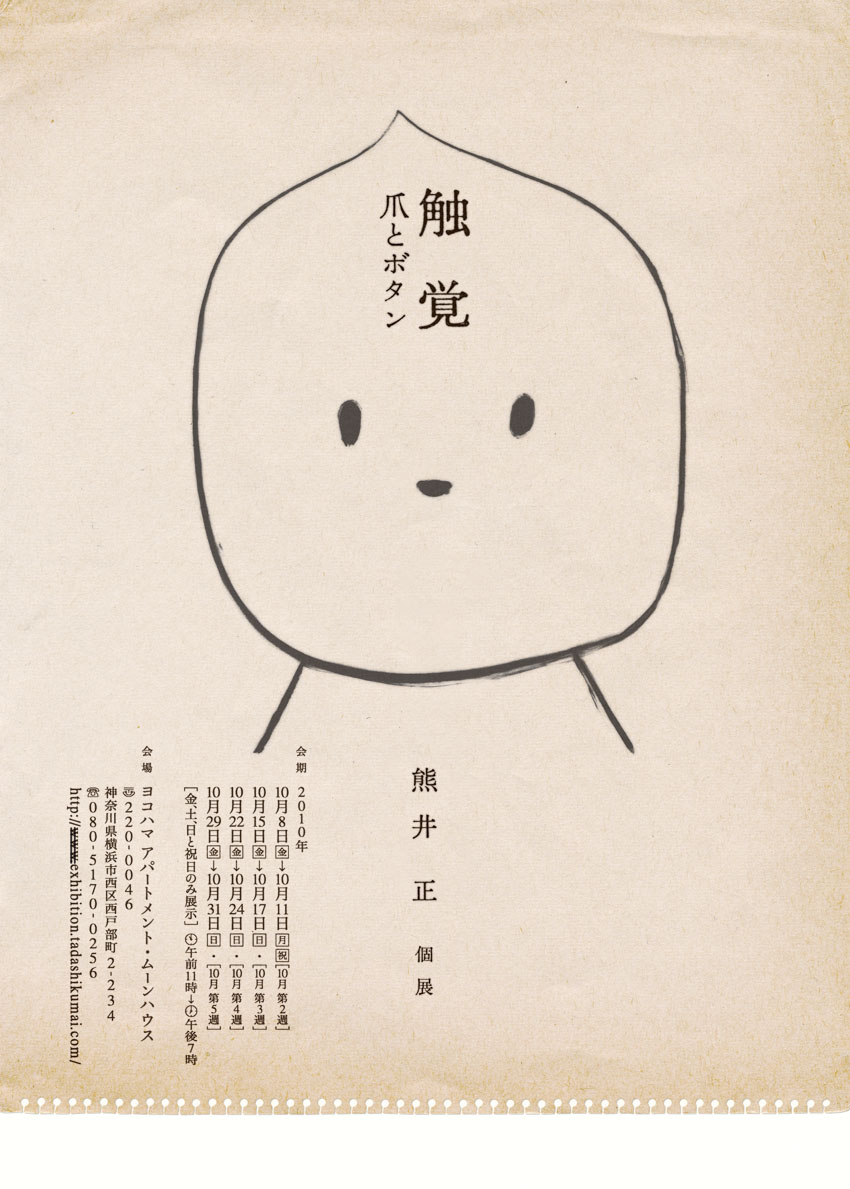 触覚
爪とボタン
熊井正 個展
会期 2010年
10月8日金→10月11日月祝[10月 第2週]
10月15日金→10月17日日・[10月 第3週]
10月22日金→10月24日日・[10月 第4週]
10月29日金→10月31日日・[10月 第5週]
[金、土、日と祝日のみ展示] 午前11時→午後7時
会場 ヨコハマ アパートメント・ムーンハウス
220-0046
神奈川県横浜市西区西戸部町2-234
☎080-5170-0256
http://exhibition.tadashikumai.com/